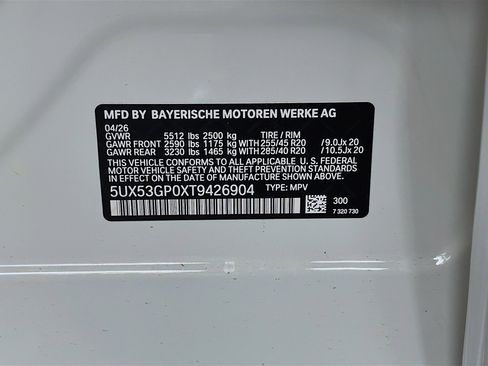 MFD BY BAYERISCHE MOTOREN WERKE AG
04/26
GVWR 5512 lbs 2500 kg TIRE / RIM
GAWR FRONT 2590 lbs 1175 kg WITH 255/45 R20 / 9.0Jx 20
GAWR REAR 3230 lbs 1465 kg WITH 285/40 R20 / 10.5Jx 20
THIS VEHICLE CONFORMS TO ALL APPLICABLE U. S. FEDERAL
MOTOR VEHICLE SAFETY AND THEFT PREVENTION STANDARDS
IN EFFECT ON THE DATE OF MANUFACTURE SHOWN ABOVE.
5UX53GP0XT9426904 TYPE: MPV
300
7 320 730